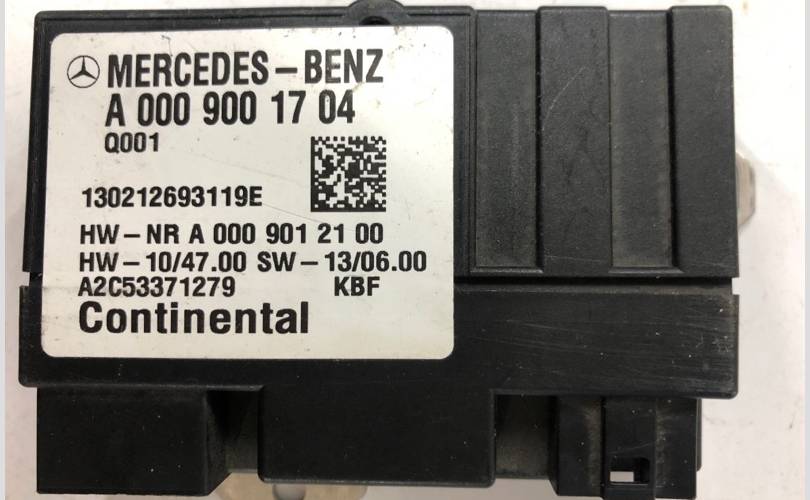 MERCEDES-BENZ
A 000 900 17 04
Q001
130212693119E
HW-NR A 000 901 21 00
HW-10/47.00 SW-13/06.00
A2C53371279 KBF
Continental